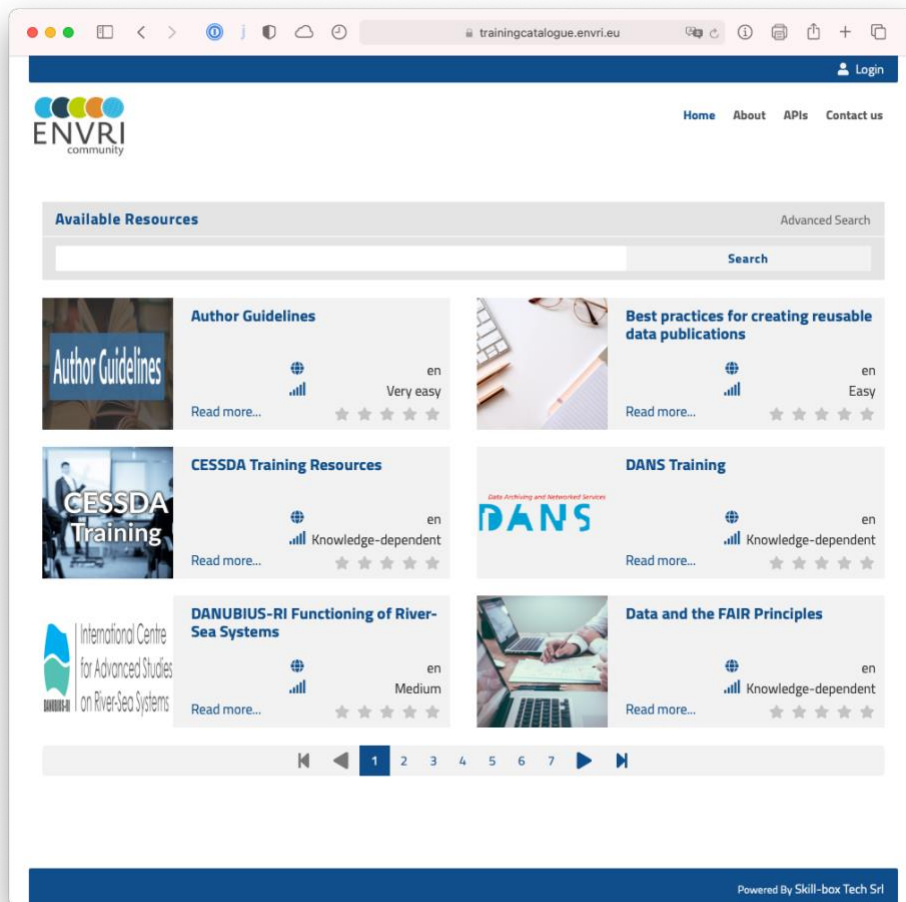 trainingcatalogue.envri.eu
Login
ENVRI
community
Home About APIs Contact us
Available Resources
Advanced Search
Search
Author Guidelines
Author Guidelines
en
Very easy
Read more...
Best practices for creating reusable
data publications
en
Easy
Read more...
CESSDA
Training
CESSDA Training Resources
en
Knowledge-dependent
Read more...
Data Archiving and Networked Services
DANS
DANS Training
en
Knowledge-dependent
Read more...
International Centre
for Advanced Studies
on River-Sea Systems
DANUBIUS-RI
DANUBIUS-RI Functioning of River-
Sea Systems
en
Medium
Read more...
Data and the FAIR Principles
en
Knowledge-dependent
Read more...
1 2 3 4 5 6 7
Powered By Skill-box Tech Srl